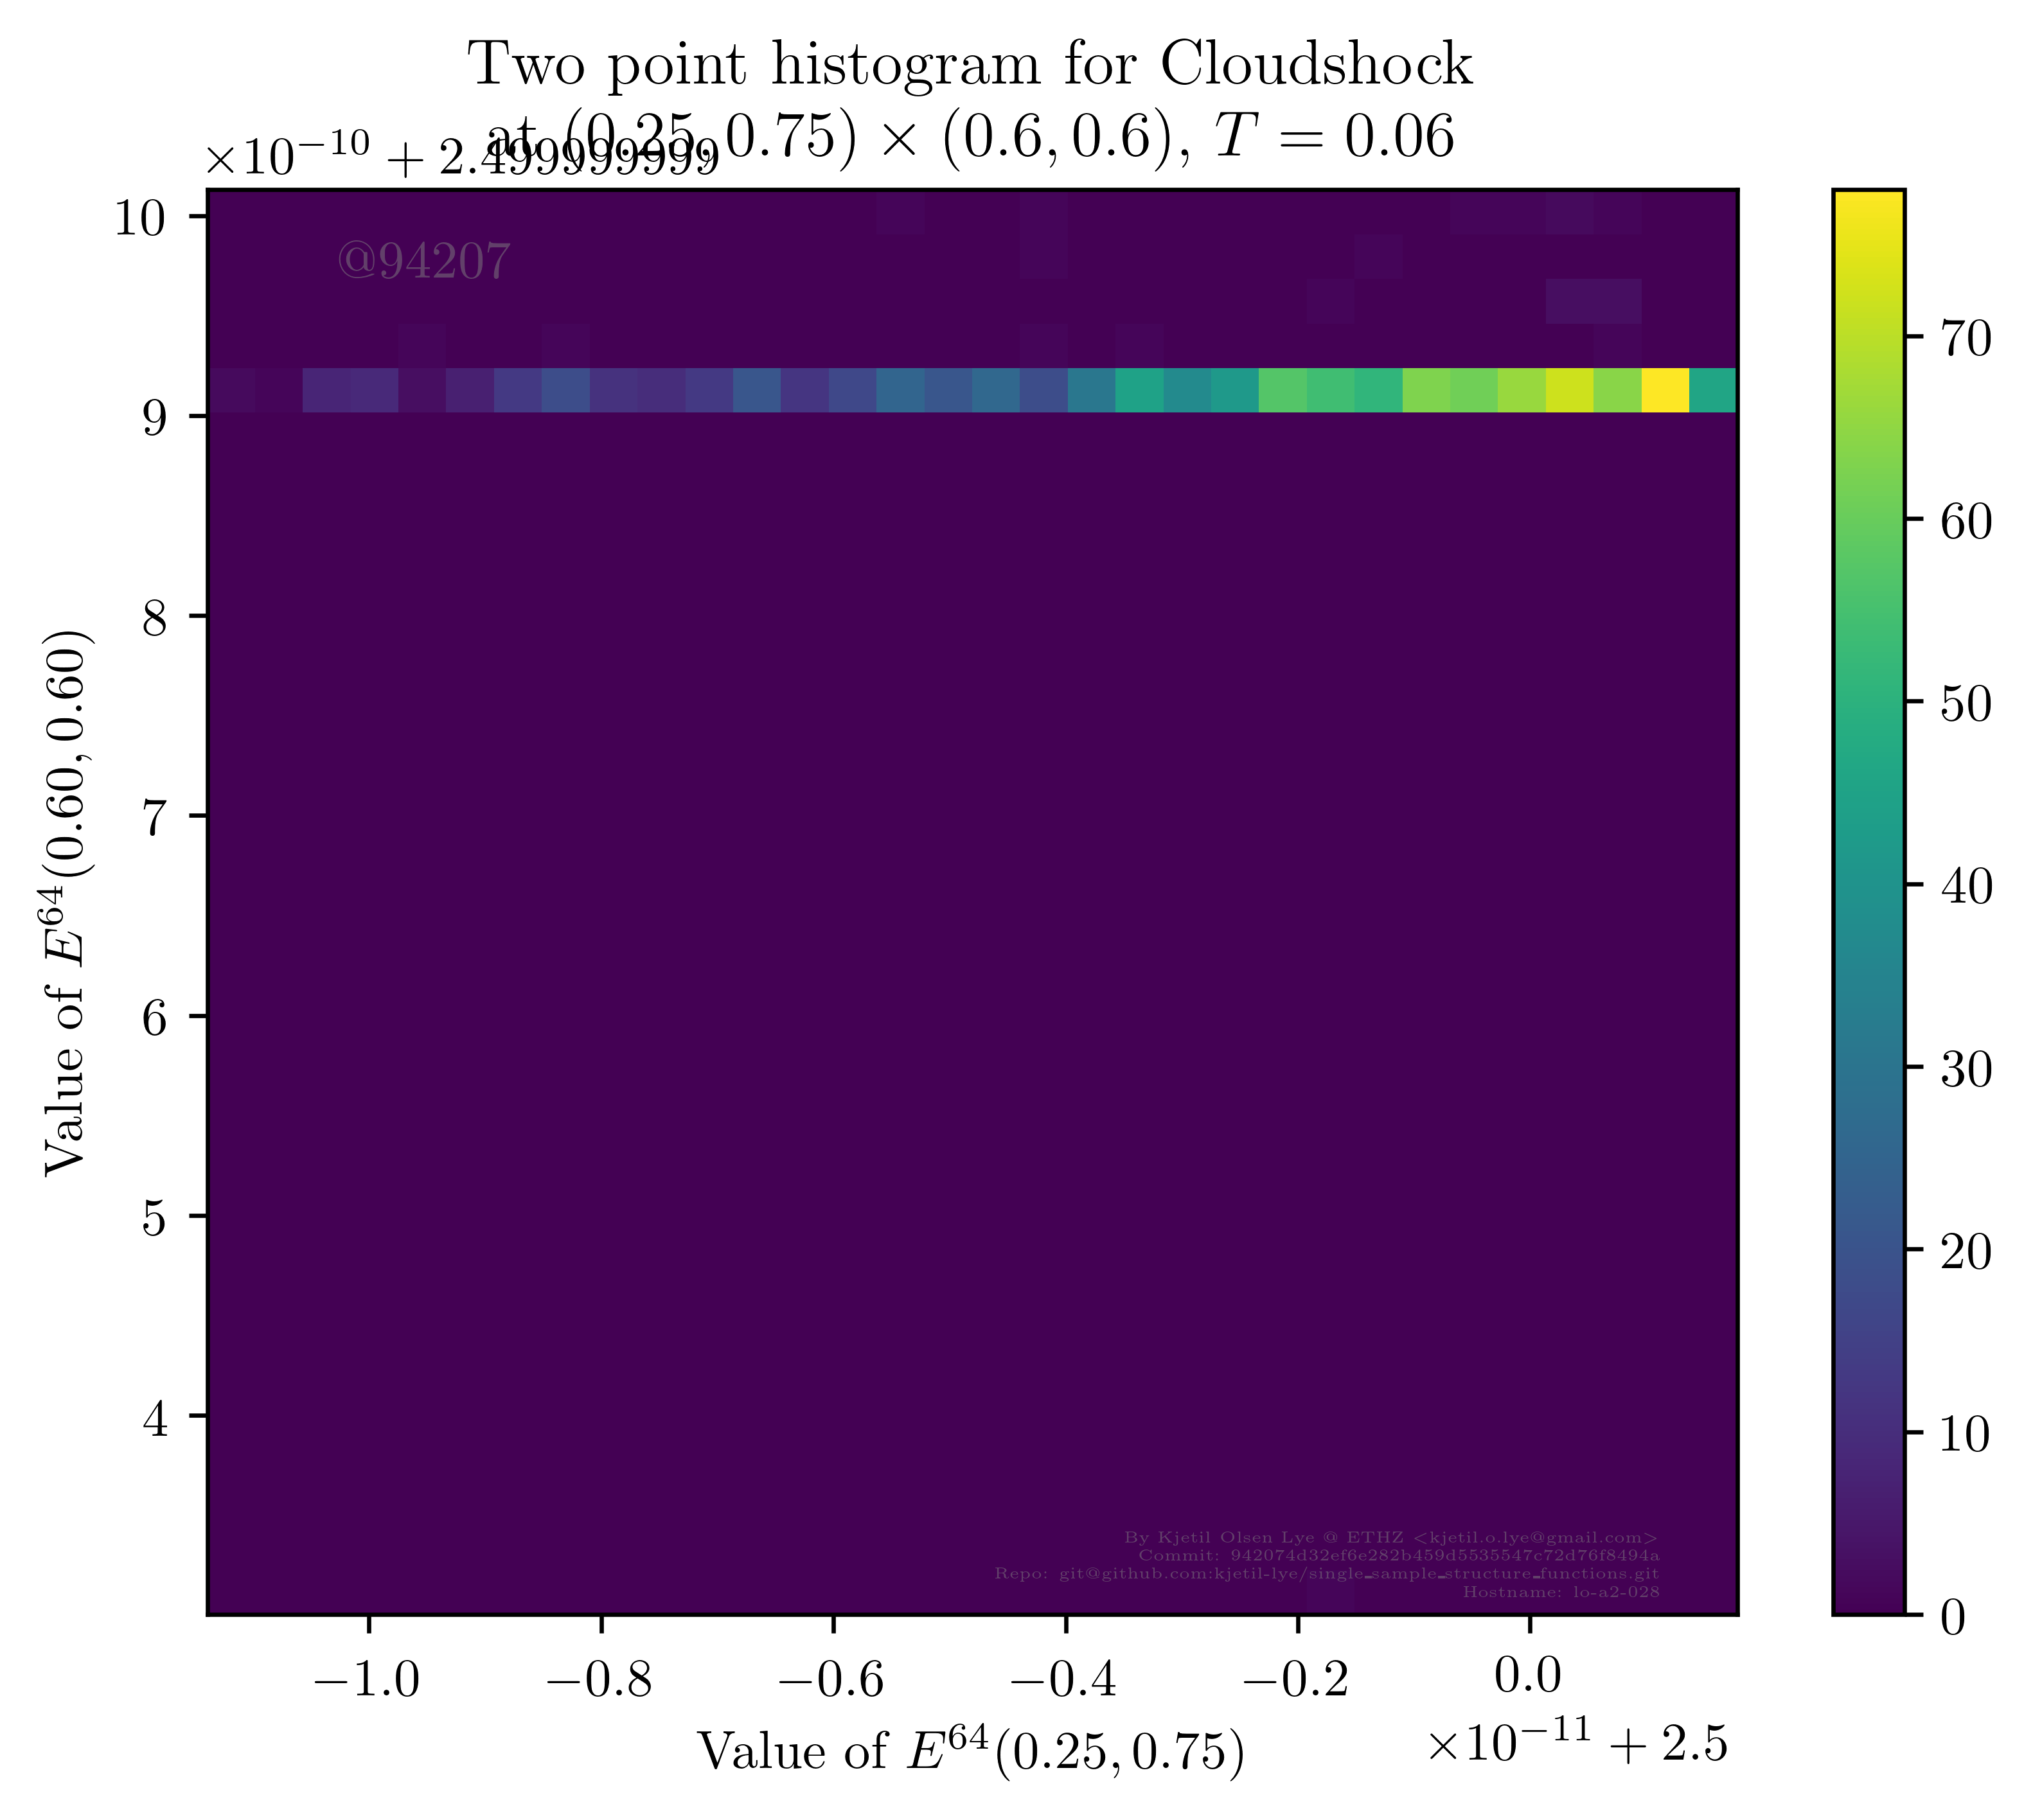 Two point histogram for Cloudshock
at (0.25, 0.75) × (0.6, 0.6), T = 0.06
×10⁻¹⁰ + 2.499999999
@94207
10
9
8
7
6
5
4
Value of E⁶⁴(0.60, 0.60)
70
60
50
40
30
20
10
0
By Kjetil Olsen Lye @ ETHZ <kjetil.o.lye@gmail.com>
Commit: 942074d32ef6e282b459d5535547c72d76f8494a
Repo: git@github.com:kjetil-lye/single_sample_structure_functions.git
Hostname: lo-a2-028
−1.0 −0.8 −0.6 −0.4 −0.2 0.0
Value of E⁶⁴(0.25, 0.75)
×10⁻¹¹ + 2.5